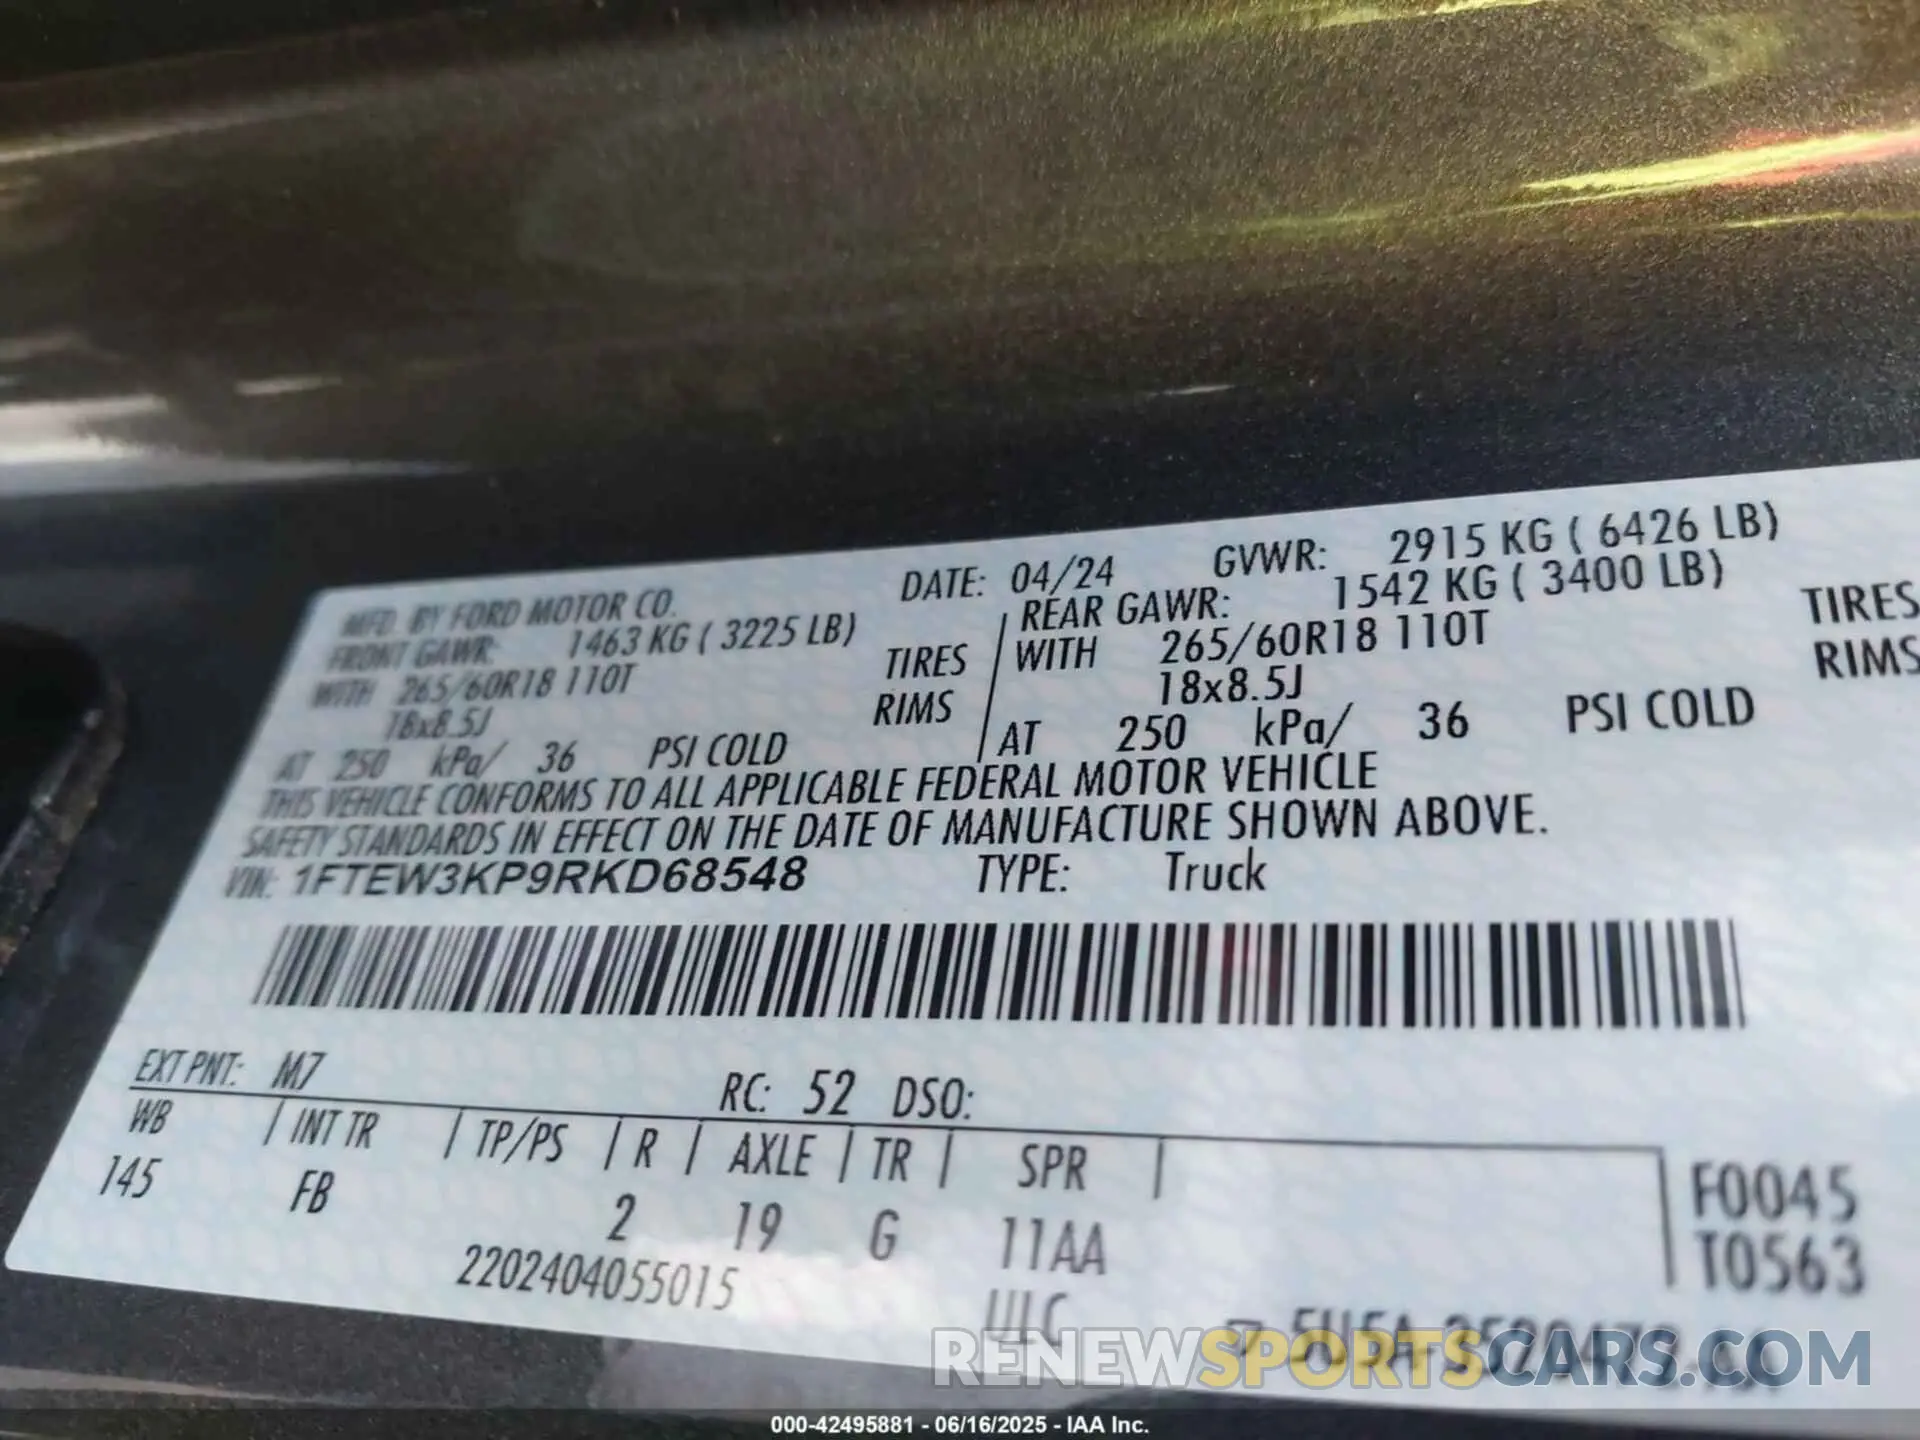 MFD. BY FORD MOTOR CO. DATE: 04/24 GVWR: 2915 KG ( 6426 LB)
FRONT GAWR: 1463 KG ( 3225 LB) REAR GAWR: 1542 KG ( 3400 LB)
WITH 265/60R18 110T TIRES WITH 265/60R18 110T TIRES
18x8.5J RIMS 18x8.5J RIMS
AT 250 kPa/ 36 PSI COLD AT 250 kPa/ 36 PSI COLD
THIS VEHICLE CONFORMS TO ALL APPLICABLE FEDERAL MOTOR VEHICLE
SAFETY STANDARDS IN EFFECT ON THE DATE OF MANUFACTURE SHOWN ABOVE.
VIN: 1FTEW3KP9RKD68548 TYPE: Truck
EXT PNT: M7 RC: 52 DSO:
WB | INT TR | TP/PS | R | AXLE | TR | SPR |
145 FB 2 19 G 11AA
F0045
T0563
2202404055015
ULC
RENEWSPORTSCARS.COM
000-42495881 - 06/16/2025 - IAA Inc.